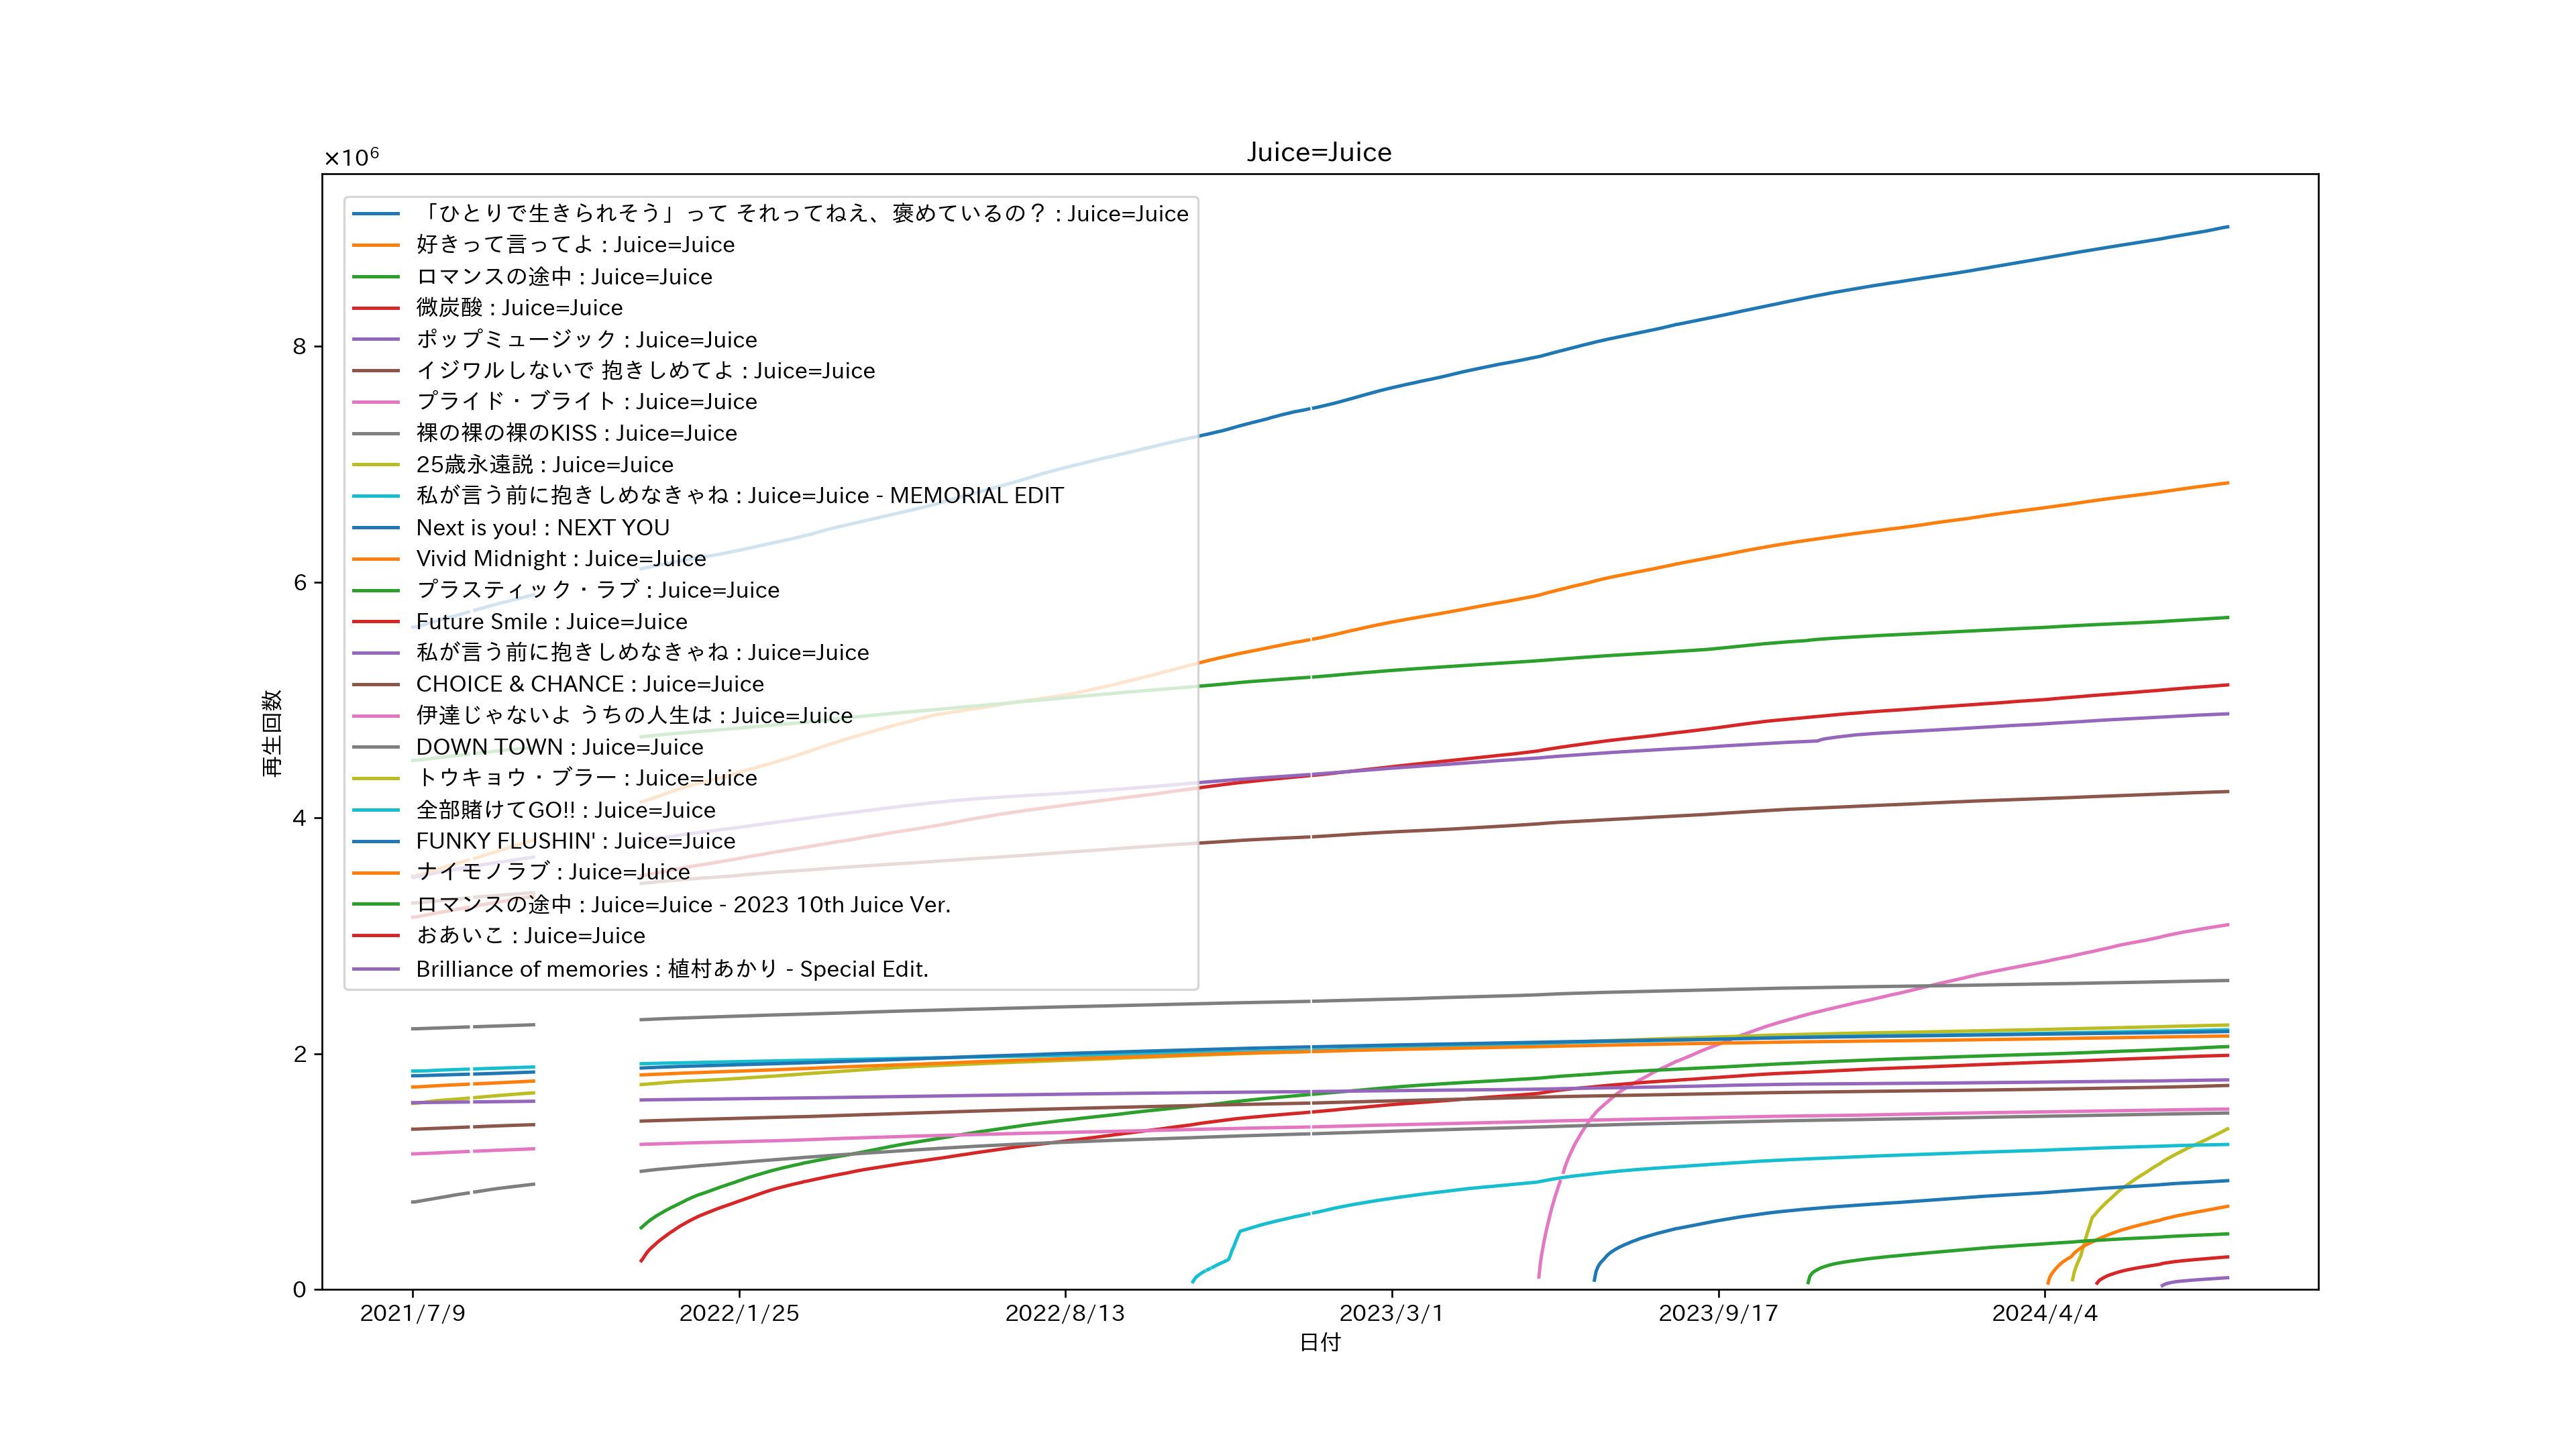 Juice=Juice
×10⁶
「ひとりで生きられそう」って それってねえ、褒めているの？ : Juice=Juice
好きって言ってよ : Juice=Juice
ロマンスの途中 : Juice=Juice
微炭酸 : Juice=Juice
ポップミュージック : Juice=Juice
イジワルしないで 抱きしめてよ : Juice=Juice
プライド・ブライト : Juice=Juice
裸の裸の裸のKISS : Juice=Juice
25歳永遠説 : Juice=Juice
私が言う前に抱きしめなきゃね : Juice=Juice - MEMORIAL EDIT
Next is you! : NEXT YOU
Vivid Midnight : Juice=Juice
プラスティック・ラブ : Juice=Juice
Future Smile : Juice=Juice
私が言う前に抱きしめなきゃね : Juice=Juice
CHOICE & CHANCE : Juice=Juice
伊達じゃないよ うちの人生は : Juice=Juice
DOWN TOWN : Juice=Juice
トウキョウ・ブラー : Juice=Juice
全部賭けてGO!! : Juice=Juice
FUNKY FLUSHIN' : Juice=Juice
ナイモノラブ : Juice=Juice
ロマンスの途中 : Juice=Juice - 2023 10th Juice Ver.
おあいこ : Juice=Juice
Brilliance of memories : 植村あかり - Special Edit.
8
6
4
2
0
再生回数
2021/7/9
2022/1/25
2022/8/13
2023/3/1
2023/9/17
2024/4/4
日付